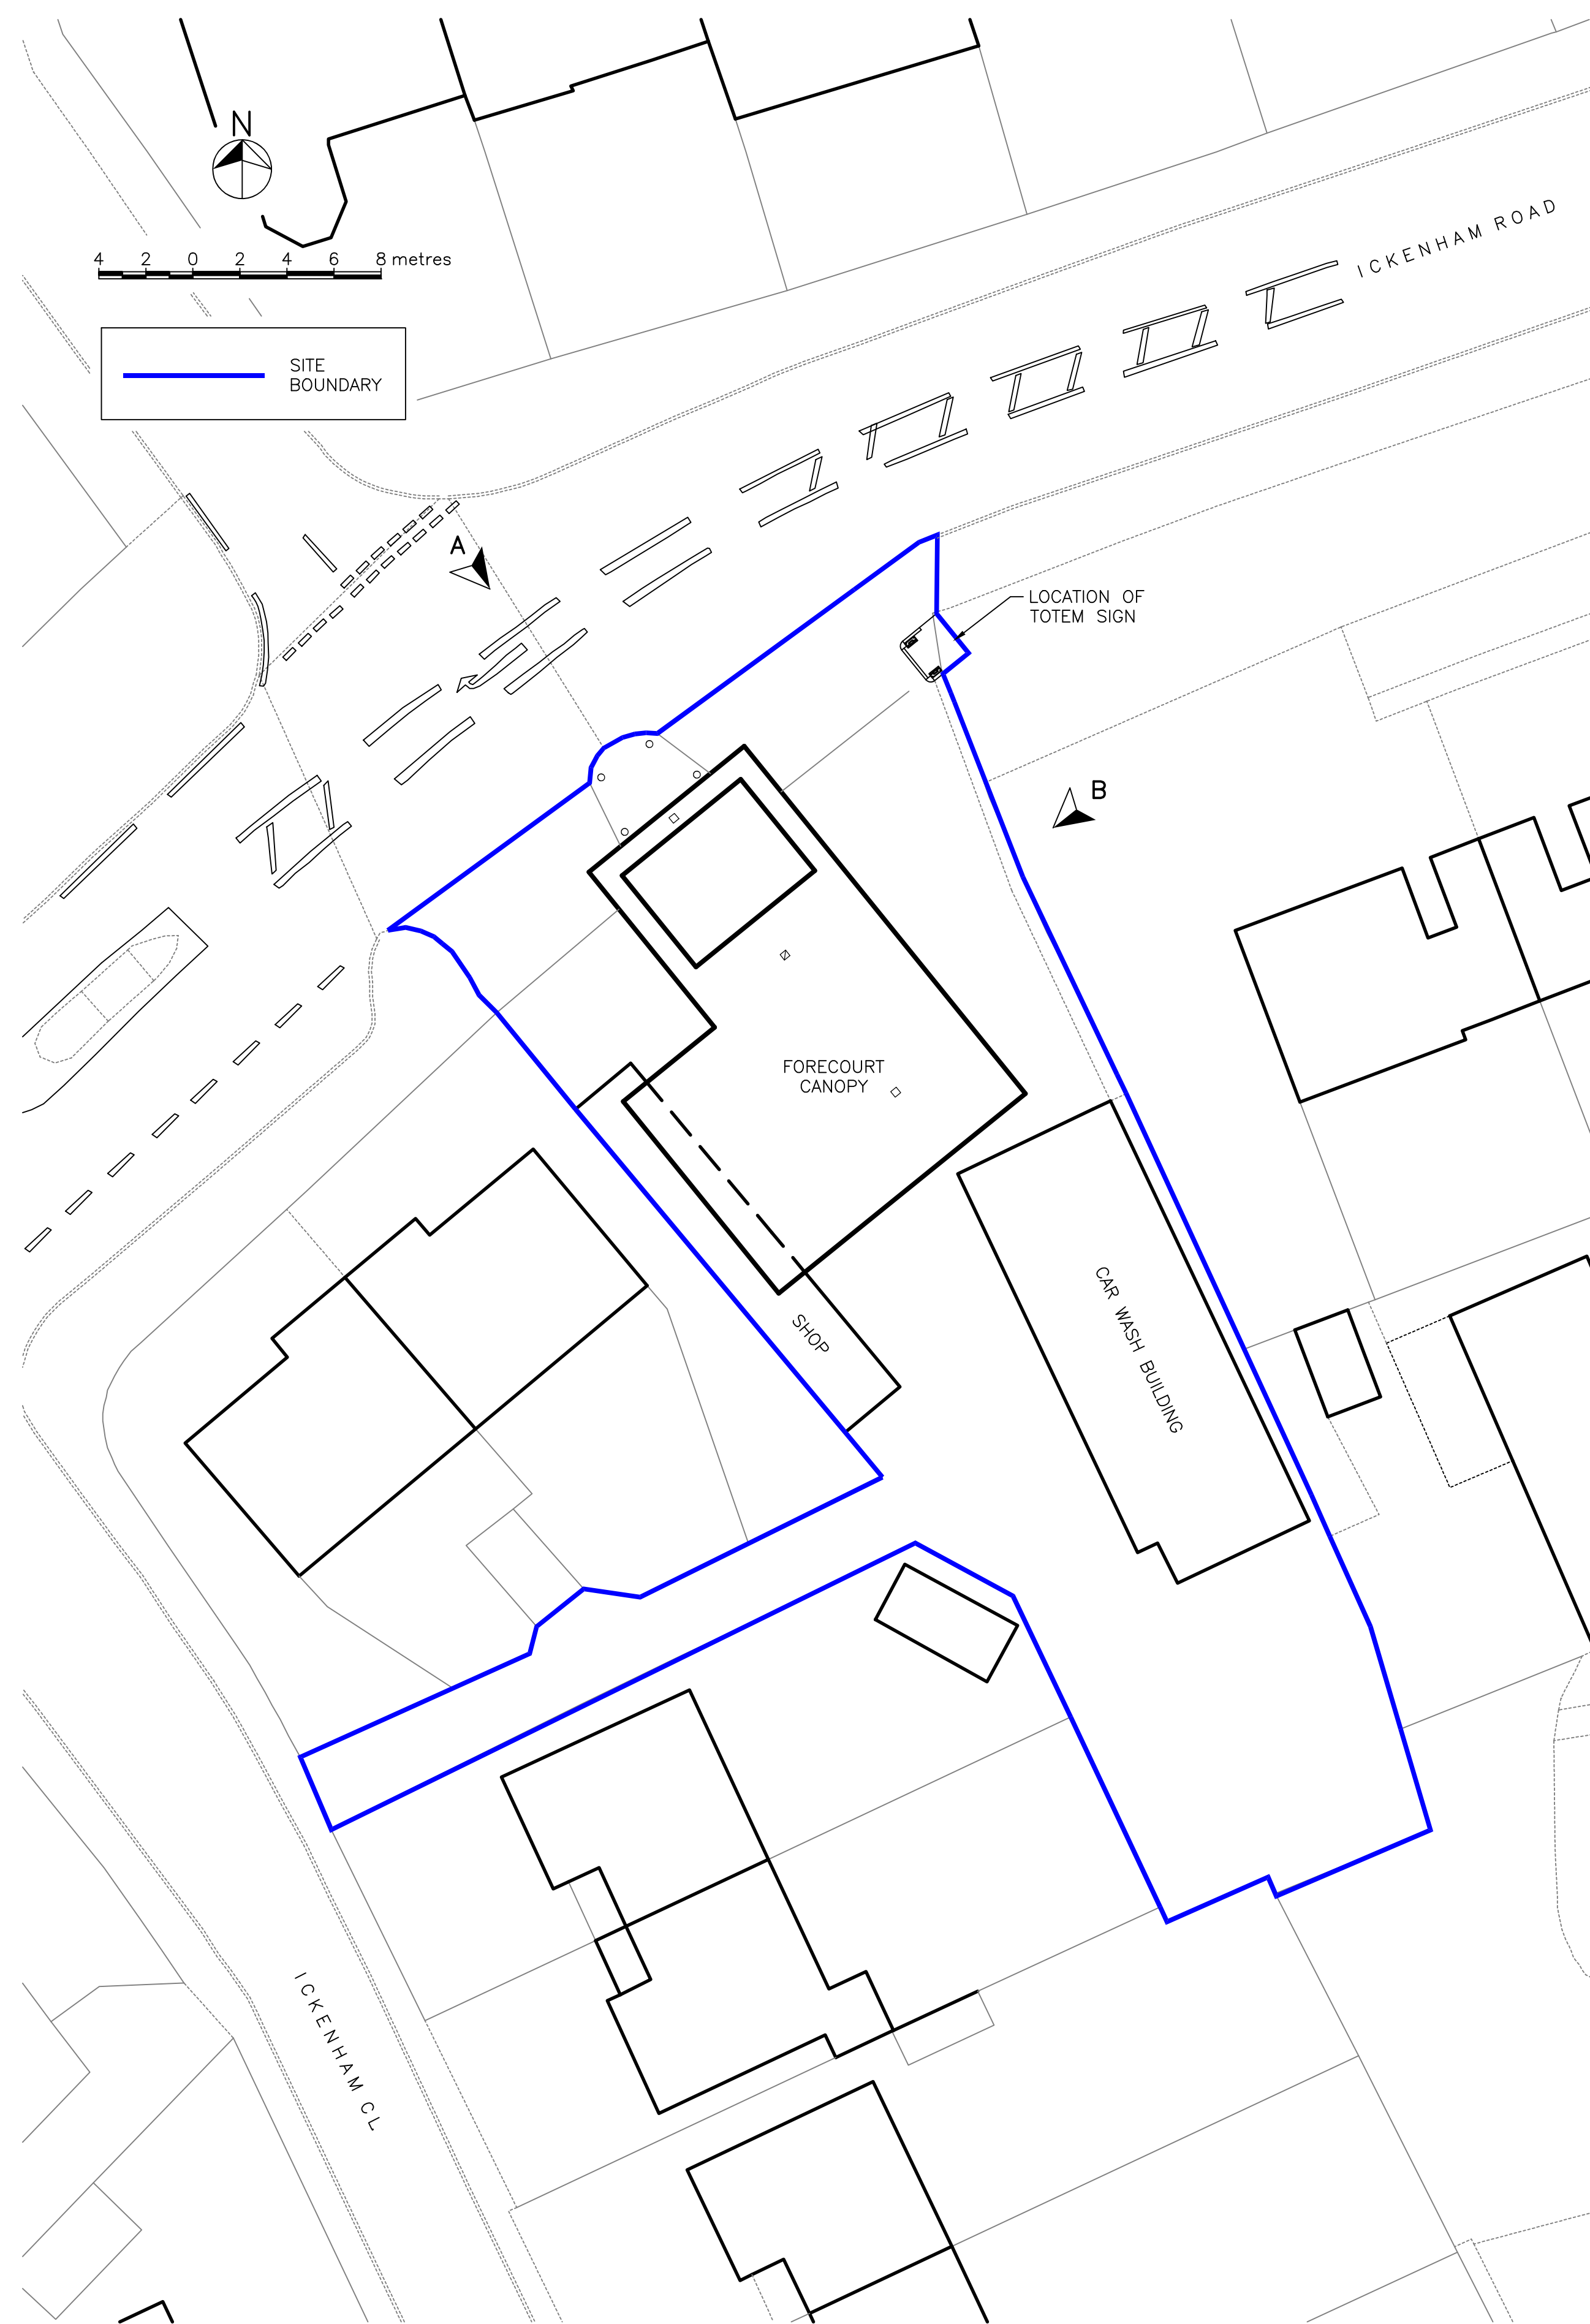 N
4 2 0 2 4 6 8 metres
ICKENHAM ROAD
SITE
BOUNDARY
A
LOCATION OF
TOTEM SIGN
B
FORECOURT
CANOPY
SHOP
CAR WASH BUILDING
ICKENHAM CL